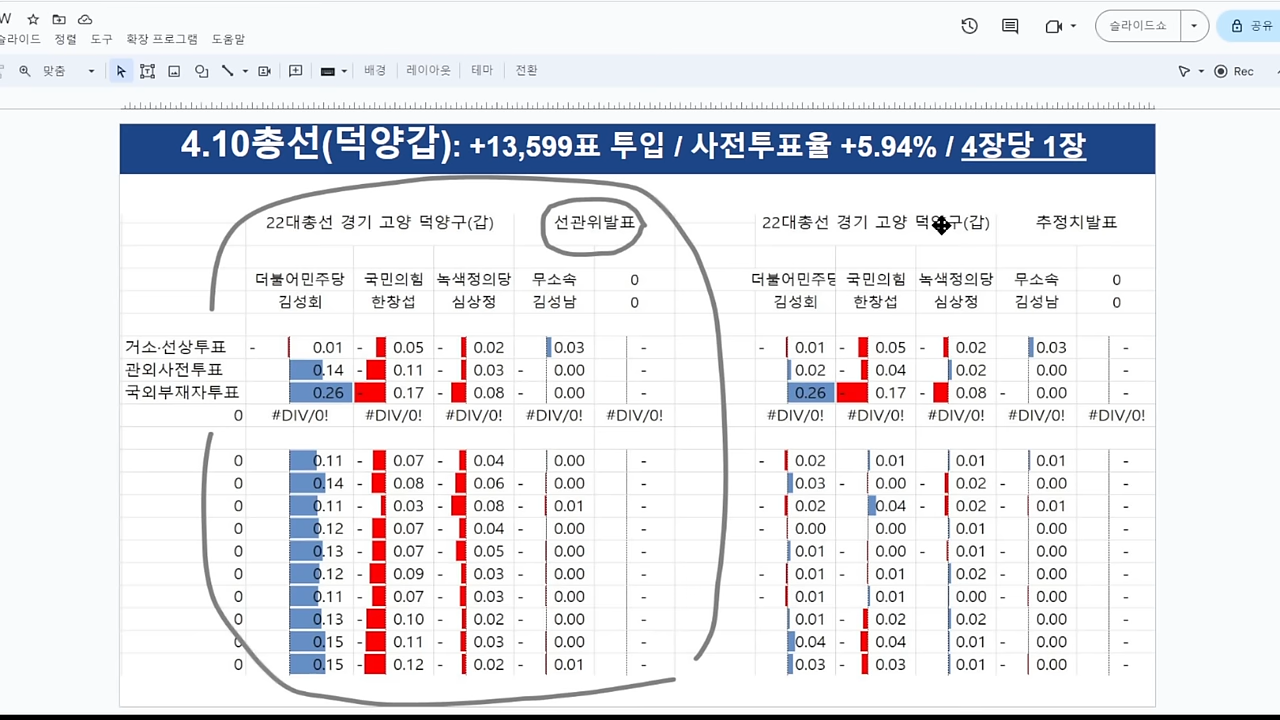 W
슬라이드 정렬 도구 확장 프로그램 도움말
슬라이드쇼 공유
맞춤 배경 레이아웃 테마 전환 Rec
4.10총선(덕양갑): +13,599표 투입 / 사전투표율 +5.94% / 4장당 1장
22대총선 경기 고양 덕양구(갑) 선관위발표 22대총선 경기 고양 덕양구(갑) 추정치발표
더불어민주당 국민의힘 녹색정의당 무소속 0 더불어민주당 국민의힘 녹색정의당 무소속 0
김성회 한창섭 심상정 김성남 0 김성회 한창섭 심상정 김성남 0
거소·선상투표 - 0.01 - 0.05 - 0.02 0.03 - - 0.01 - 0.05 - 0.02 0.03 -
관외사전투표 0.14 - 0.11 - 0.03 - 0.00 - 0.02 - 0.04 0.02 - 0.00 -
국외부재자투표 0.26 - 0.17 - 0.08 - 0.00 - 0.26 - 0.17 - 0.08 - 0.00 -
0 #DIV/0! #DIV/0! #DIV/0! #DIV/0! #DIV/0! #DIV/0! #DIV/0! #DIV/0! #DIV/0! #DIV/0!
0 0.11 - 0.07 - 0.04 0.00 - - 0.02 0.01 0.01 0.01 -
0 0.14 - 0.08 - 0.06 - 0.00 - 0.03 - 0.00 - 0.02 - 0.00 -
0 0.11 - 0.03 - 0.08 - 0.01 - - 0.02 0.04 - 0.02 - 0.01 -
0 0.12 - 0.07 - 0.04 - 0.00 - - 0.00 0.00 0.01 - 0.00 -
0 0.13 - 0.07 - 0.05 - 0.00 - 0.01 - 0.00 - 0.01 - 0.00 -
0 0.12 - 0.09 - 0.03 - 0.00 - - 0.01 - 0.01 0.02 - 0.00 -
0 0.11 - 0.07 - 0.03 - 0.00 - - 0.01 0.01 0.00 - 0.00 -
0 0.13 - 0.10 - 0.02 - 0.00 - 0.01 - 0.02 0.02 - 0.00 -
0 0.15 - 0.11 - 0.03 - 0.00 - 0.04 - 0.04 0.01 - 0.00 -
0 0.15 - 0.12 - 0.02 - 0.01 - 0.03 - 0.03 0.01 - 0.00 -